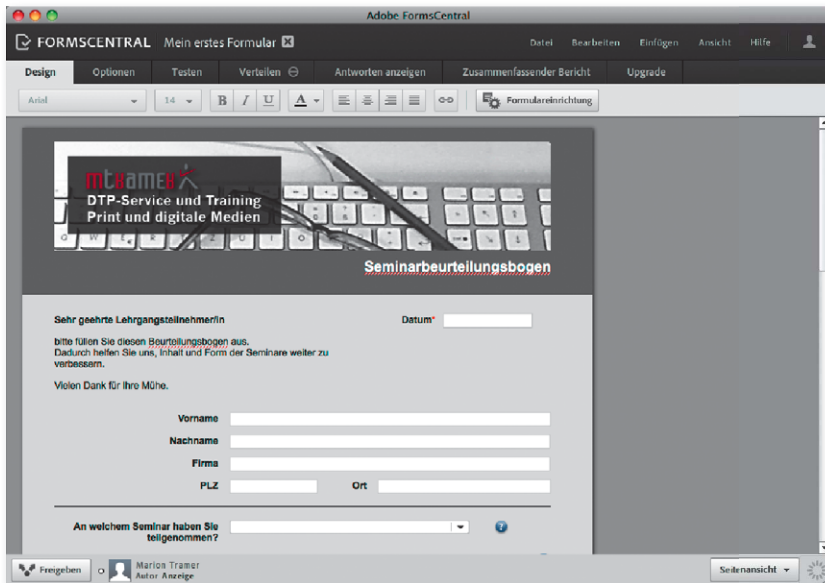 Adobe FormsCentral
FORMSCENTRAL Mein erstes Formular
Datei Bearbeiten Einfügen Ansicht Hilfe
Design Optionen Testen Verteilen Antworten anzeigen Zusammenfassender Bericht Upgrade
Arial 14 B I U A Formulareinrichtung
mtramer
DTP-Service und Training
Print und digitale Medien
Seminarbeurteilungsbogen
Sehr geehrte Lehrgangsteilnehmer/in Datum*
bitte füllen Sie diesen Beurteilungsbogen aus.
Dadurch helfen Sie uns, Inhalt und Form der Seminare weiter zu
verbessern.
Vielen Dank für Ihre Mühe.
Vorname
Nachname
Firma
PLZ Ort
An welchem Seminar haben Sie
teilgenommen?
Freigeben Marion Tramer
Autor Anzeige
Seitenansicht